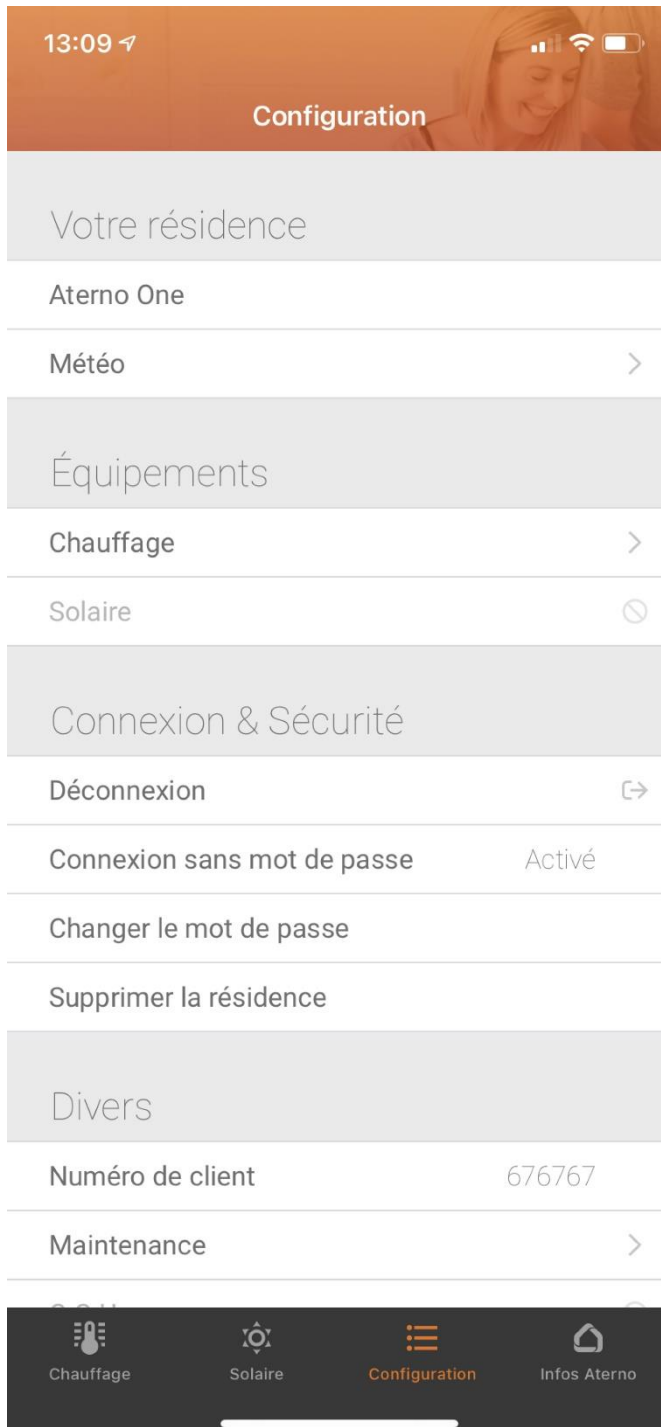 13:09
Configuration
Votre résidence
Aterno One
Météo
Équipements
Chauffage
Solaire
Connexion & Sécurité
Déconnexion
Connexion sans mot de passe Activé
Changer le mot de passe
Supprimer la résidence
Divers
Numéro de client 676767
Maintenance
Chauffage Solaire Configuration Infos Aterno